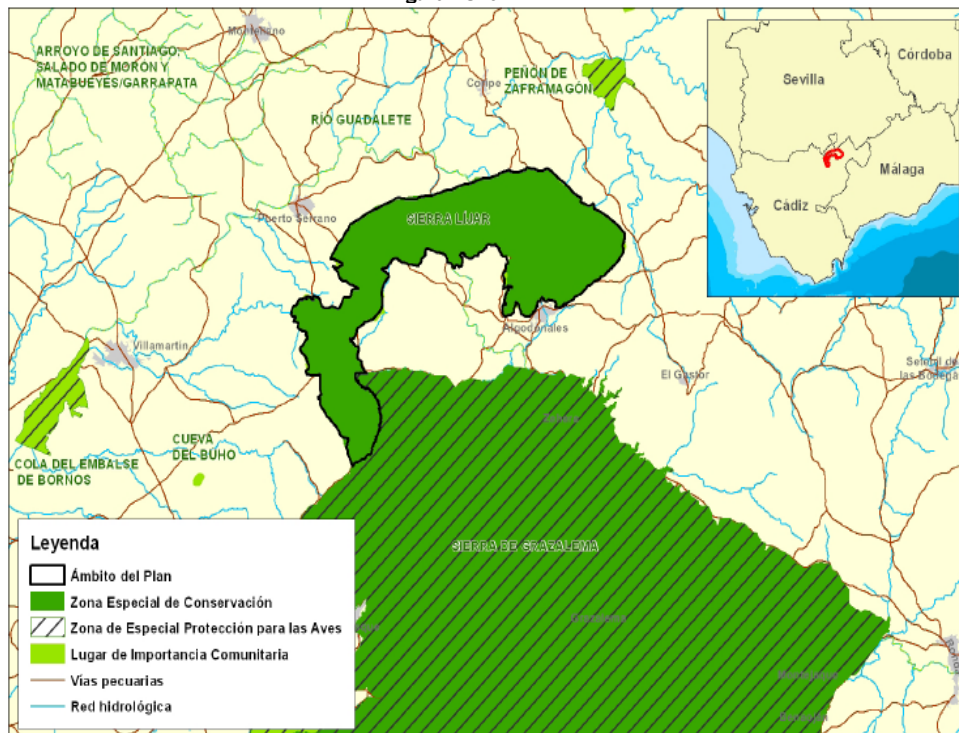 Montellano
ARROYO DE SANTIAGO,
SALADO DE MORÓN Y
MATABUEYES/GARRAPATA
PEÑÓN DE
ZAFRAMAGÓN
Coripe
RÍO GUADALETE
Puerto Serrano
SIERRA LÍJAR
Algodonales
Villamartín
El Gastor
Setenil de
las Bodegas
CUEVA
DEL BUHO
COLA DEL EMBALSE
DE BORNOS
SIERRA DE GRAZALEMA
Ronda
Córdoba
Sevilla
Málaga
Cádiz
Leyenda
Ámbito del Plan
Zona Especial de Conservación
Zona de Especial Protección para las Aves
Lugar de Importancia Comunitaria
Vías pecuarias
Red hidrológica